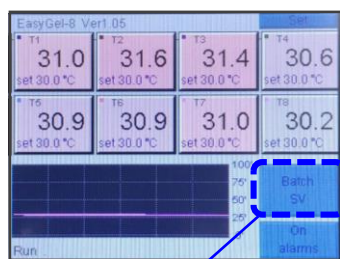 EasyGel-8 Ver1.05 Set
T1 T2 T3 T4
31.0 31.6 31.4 30.6
set 30.0 °C set 30.0 °C set 30.0 °C set 30.0 °C
T5 T6 T7 T8
30.9 30.9 31.0 30.2
set 30.0 °C set 30.0 °C set 30.0 °C set 30.0 °C
100°
75°
50°
25°
Batch
SV
Run
On
alarms